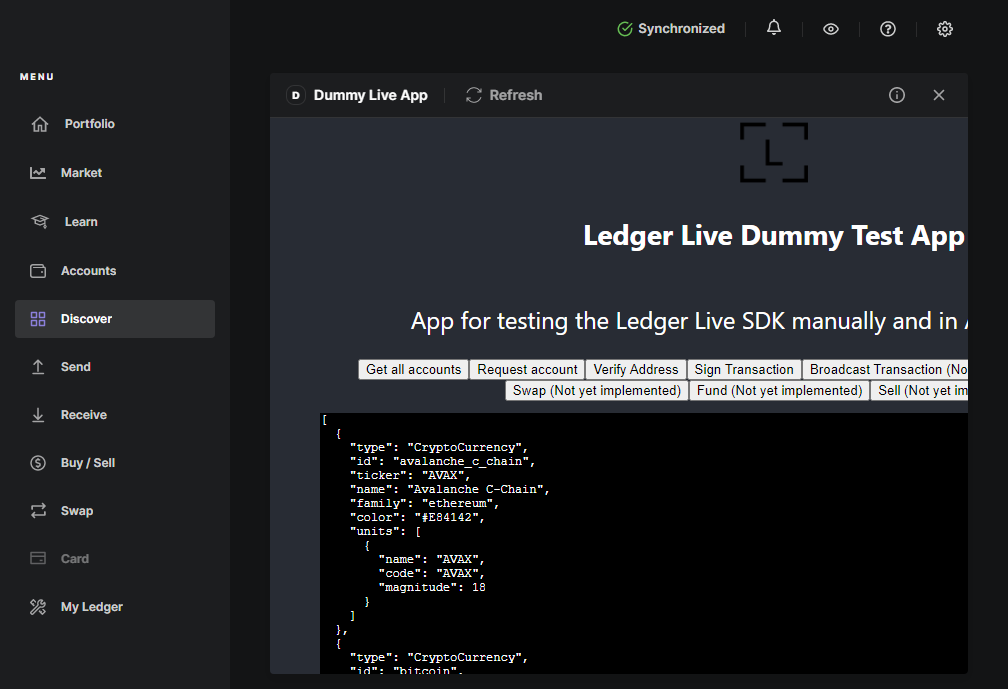 Synchronized
MENU
Portfolio
Market
Learn
Accounts
Discover
Send
Receive
Buy / Sell
Swap
Card
My Ledger
D Dummy Live App Refresh
L
Ledger Live Dummy Test App
App for testing the Ledger Live SDK manually and in
Get all accounts Request account Verify Address Sign Transaction Broadcast Transaction (No
Swap (Not yet implemented) Fund (Not yet implemented) Sell (Not yet im
[
{
"type": "CryptoCurrency",
"id": "avalanche_c_chain",
"ticker": "AVAX",
"name": "Avalanche C-Chain",
"family": "ethereum",
"color": "#E84142",
"units": [
{
"name": "AVAX",
"code": "AVAX",
"magnitude": 18
}
]
},
{
"type": "CryptoCurrency",
"id": "bitcoin",